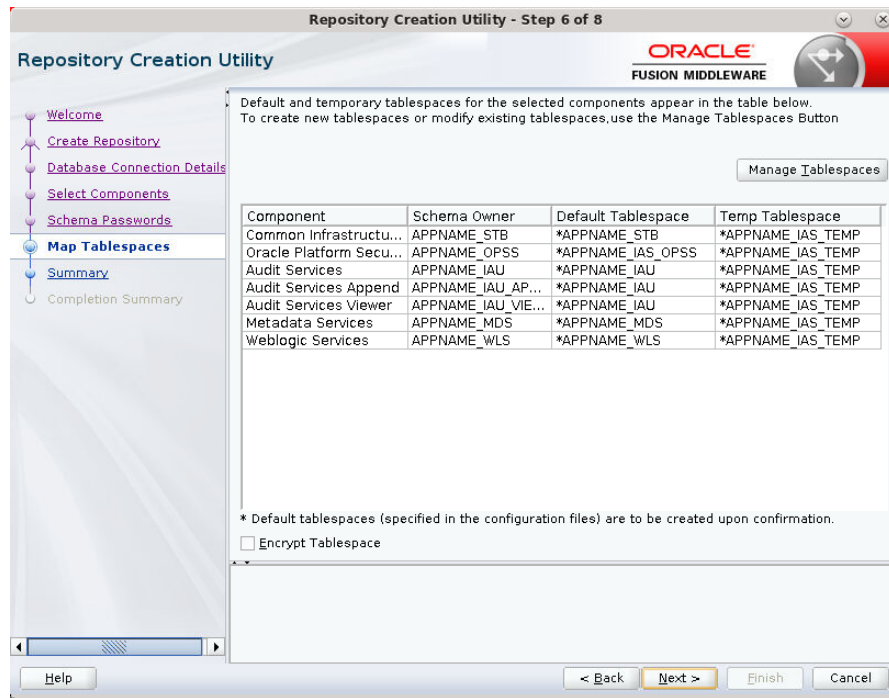 Repository Creation Utility - Step 6 of 8
Repository Creation Utility
ORACLE
FUSION MIDDLEWARE
Welcome
Create Repository
Database Connection Details
Select Components
Schema Passwords
Map Tablespaces
Summary
Completion Summary
Default and temporary tablespaces for the selected components appear in the table below.
To create new tablespaces or modify existing tablespaces,use the Manage Tablespaces Button
Manage Tablespaces
Component Schema Owner Default Tablespace Temp Tablespace
Common Infrastructu... APPNAME_STB *APPNAME_STB *APPNAME_IAS_TEMP
Oracle Platform Secu... APPNAME_OPSS *APPNAME_IAS_OPSS *APPNAME_IAS_TEMP
Audit Services APPNAME_IAU *APPNAME_IAU *APPNAME_IAS_TEMP
Audit Services Append APPNAME_IAU_AP... *APPNAME_IAU *APPNAME_IAS_TEMP
Audit Services Viewer APPNAME_IAU_VIE... *APPNAME_IAU *APPNAME_IAS_TEMP
Metadata Services APPNAME_MDS *APPNAME_MDS *APPNAME_IAS_TEMP
Weblogic Services APPNAME_WLS *APPNAME_WLS *APPNAME_IAS_TEMP
* Default tablespaces (specified in the configuration files) are to be created upon confirmation.
Encrypt Tablespace
Help
< Back
Next >
Finish
Cancel